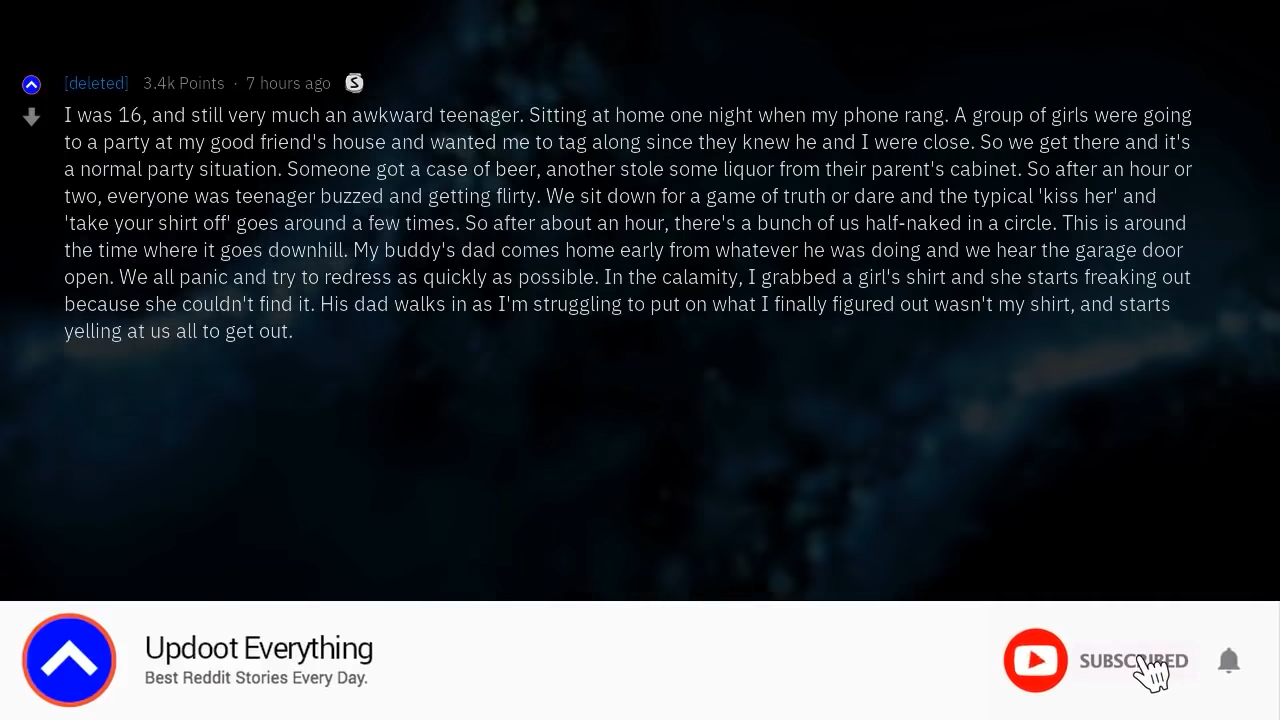 [deleted] 3.4k Points · 7 hours ago S
I was 16, and still very much an awkward teenager. Sitting at home one night when my phone rang. A group of girls were going
to a party at my good friend's house and wanted me to tag along since they knew he and I were close. So we get there and it's
a normal party situation. Someone got a case of beer, another stole some liquor from their parent's cabinet. So after an hour or
two, everyone was teenager buzzed and getting flirty. We sit down for a game of truth or dare and the typical 'kiss her' and
'take your shirt off' goes around a few times. So after about an hour, there's a bunch of us half-naked in a circle. This is around
the time where it goes downhill. My buddy's dad comes home early from whatever he was doing and we hear the garage door
open. We all panic and try to redress as quickly as possible. In the calamity, I grabbed a girl's shirt and she starts freaking out
because she couldn't find it. His dad walks in as I'm struggling to put on what I finally figured out wasn't my shirt, and starts
yelling at us all to get out.
Updoot Everything
Best Reddit Stories Every Day.
SUBSCRIBED